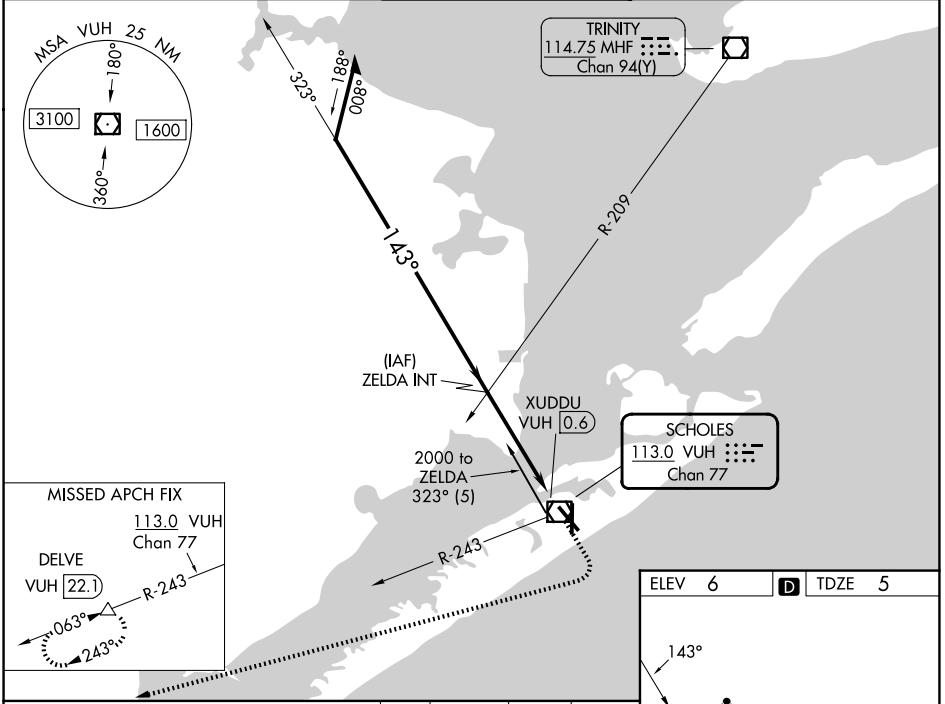 MSA VUH 25 NM
180°
3100
1600
360°
323°
188°
008°
143°
TRINITY
114.75 MHF
Chan 94(Y)
R-209
(IAF)
ZELDA INT
XUDDU
VUH 0.6
SCHOLES
113.0 VUH
Chan 77
2000 to
ZELDA
323° (5)
R-243
MISSED APCH FIX
113.0 VUH
Chan 77
DELVE
VUH 22.1
R-243
063°
243°
ELEV 6 D TDZE 5
143°